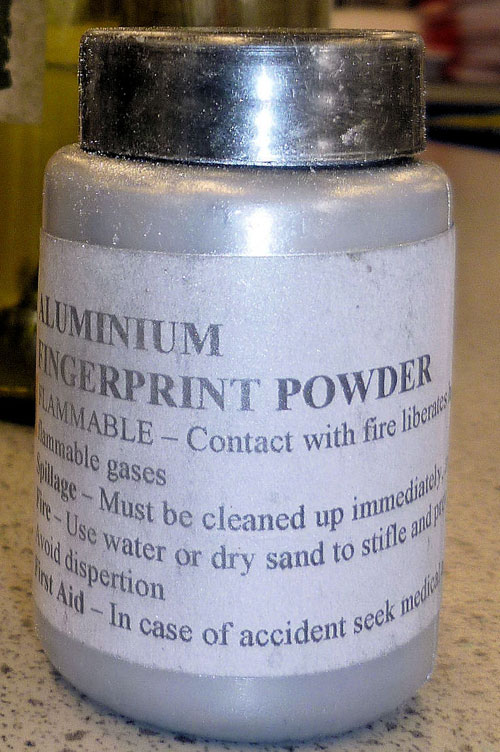 ALUMINIUM
FINGERPRINT POWDER
FLAMMABLE – Contact with fire liberates
flammable gases
Spillage – Must be cleaned up immediately.
Fire – Use water or dry sand to stifle and
Avoid dispertion
First Aid – In case of accident seek medical